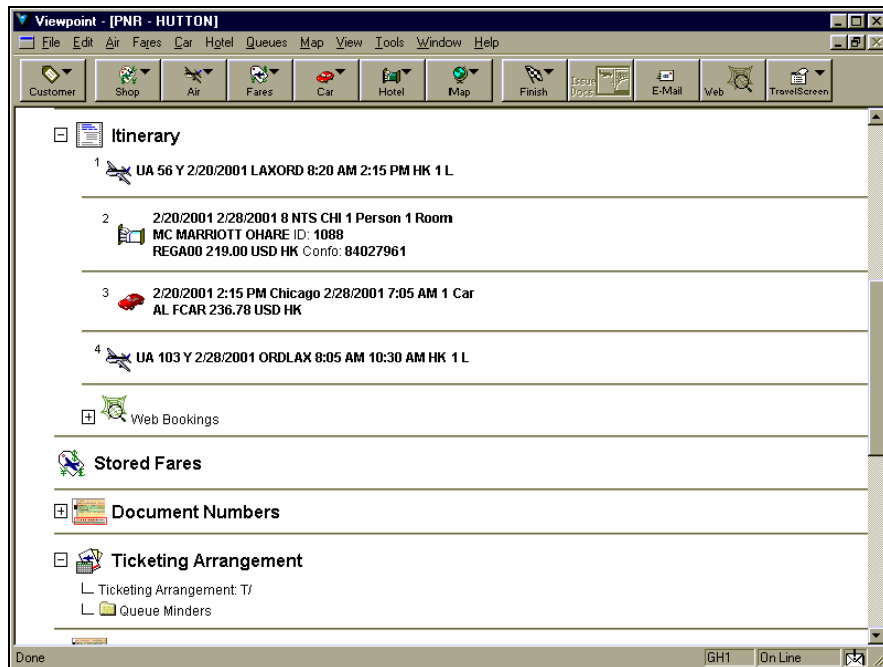 Viewpoint - [PNR - HUTTON]
File Edit Air Fares Car Hotel Queues Map View Tools Window Help
Customer Shop Air Fares Car Hotel Map Finish Issue Docs E-Mail Web TravelScreen
Itinerary
1 UA 56 Y 2/20/2001 LAXORD 8:20 AM 2:15 PM HK 1 L
2 2/20/2001 2/28/2001 8 NTS CHI 1 Person 1 Room
MC MARRIOTT OHARE ID: 1088
REGA00 219.00 USD HK Confo: 84027961
3 2/20/2001 2:15 PM Chicago 2/28/2001 7:05 AM 1 Car
AL FCAR 236.78 USD HK
4 UA 103 Y 2/28/2001 ORDLAX 8:05 AM 10:30 AM HK 1 L
Web Bookings
Stored Fares
Document Numbers
Ticketing Arrangement
Ticketing Arrangement: T/
Queue Minders
Done GH1 On Line